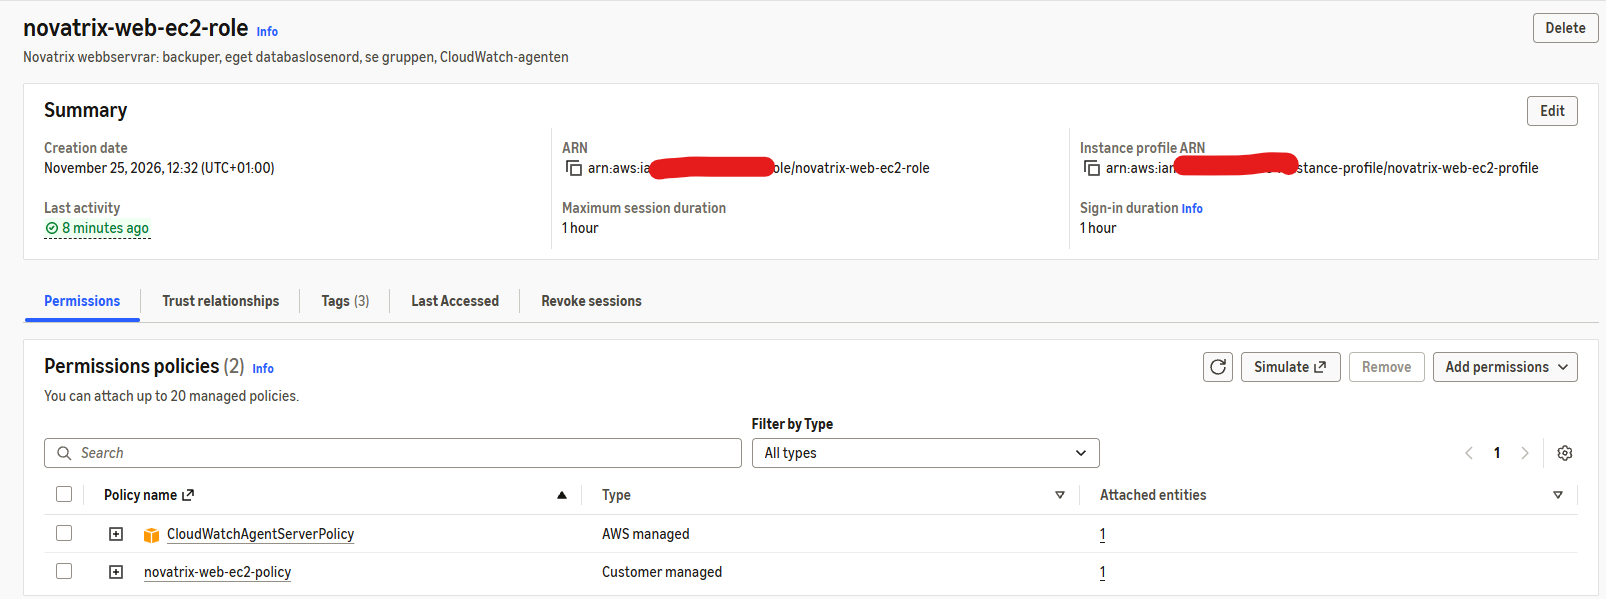 novatrix-web-ec2-role Info
Delete
Novatrix webbservrar: backuper, eget databaslosenord, se gruppen, CloudWatch-agenten
Summary
Edit
Creation date
November 25, 2026, 12:32 (UTC+01:00)
ARN
arn:aws:ia ole/novatrix-web-ec2-role
Instance profile ARN
arn:aws:iam stance-profile/novatrix-web-ec2-profile
Last activity
8 minutes ago
Maximum session duration
1 hour
Sign-in duration Info
1 hour
Permissions
Trust relationships
Tags (3)
Last Accessed
Revoke sessions
Permissions policies (2) Info
Simulate
Remove
Add permissions
You can attach up to 20 managed policies.
Filter by Type
Search
All types
1
Policy name
Type
Attached entities
CloudWatchAgentServerPolicy
AWS managed
1
novatrix-web-ec2-policy
Customer managed
1